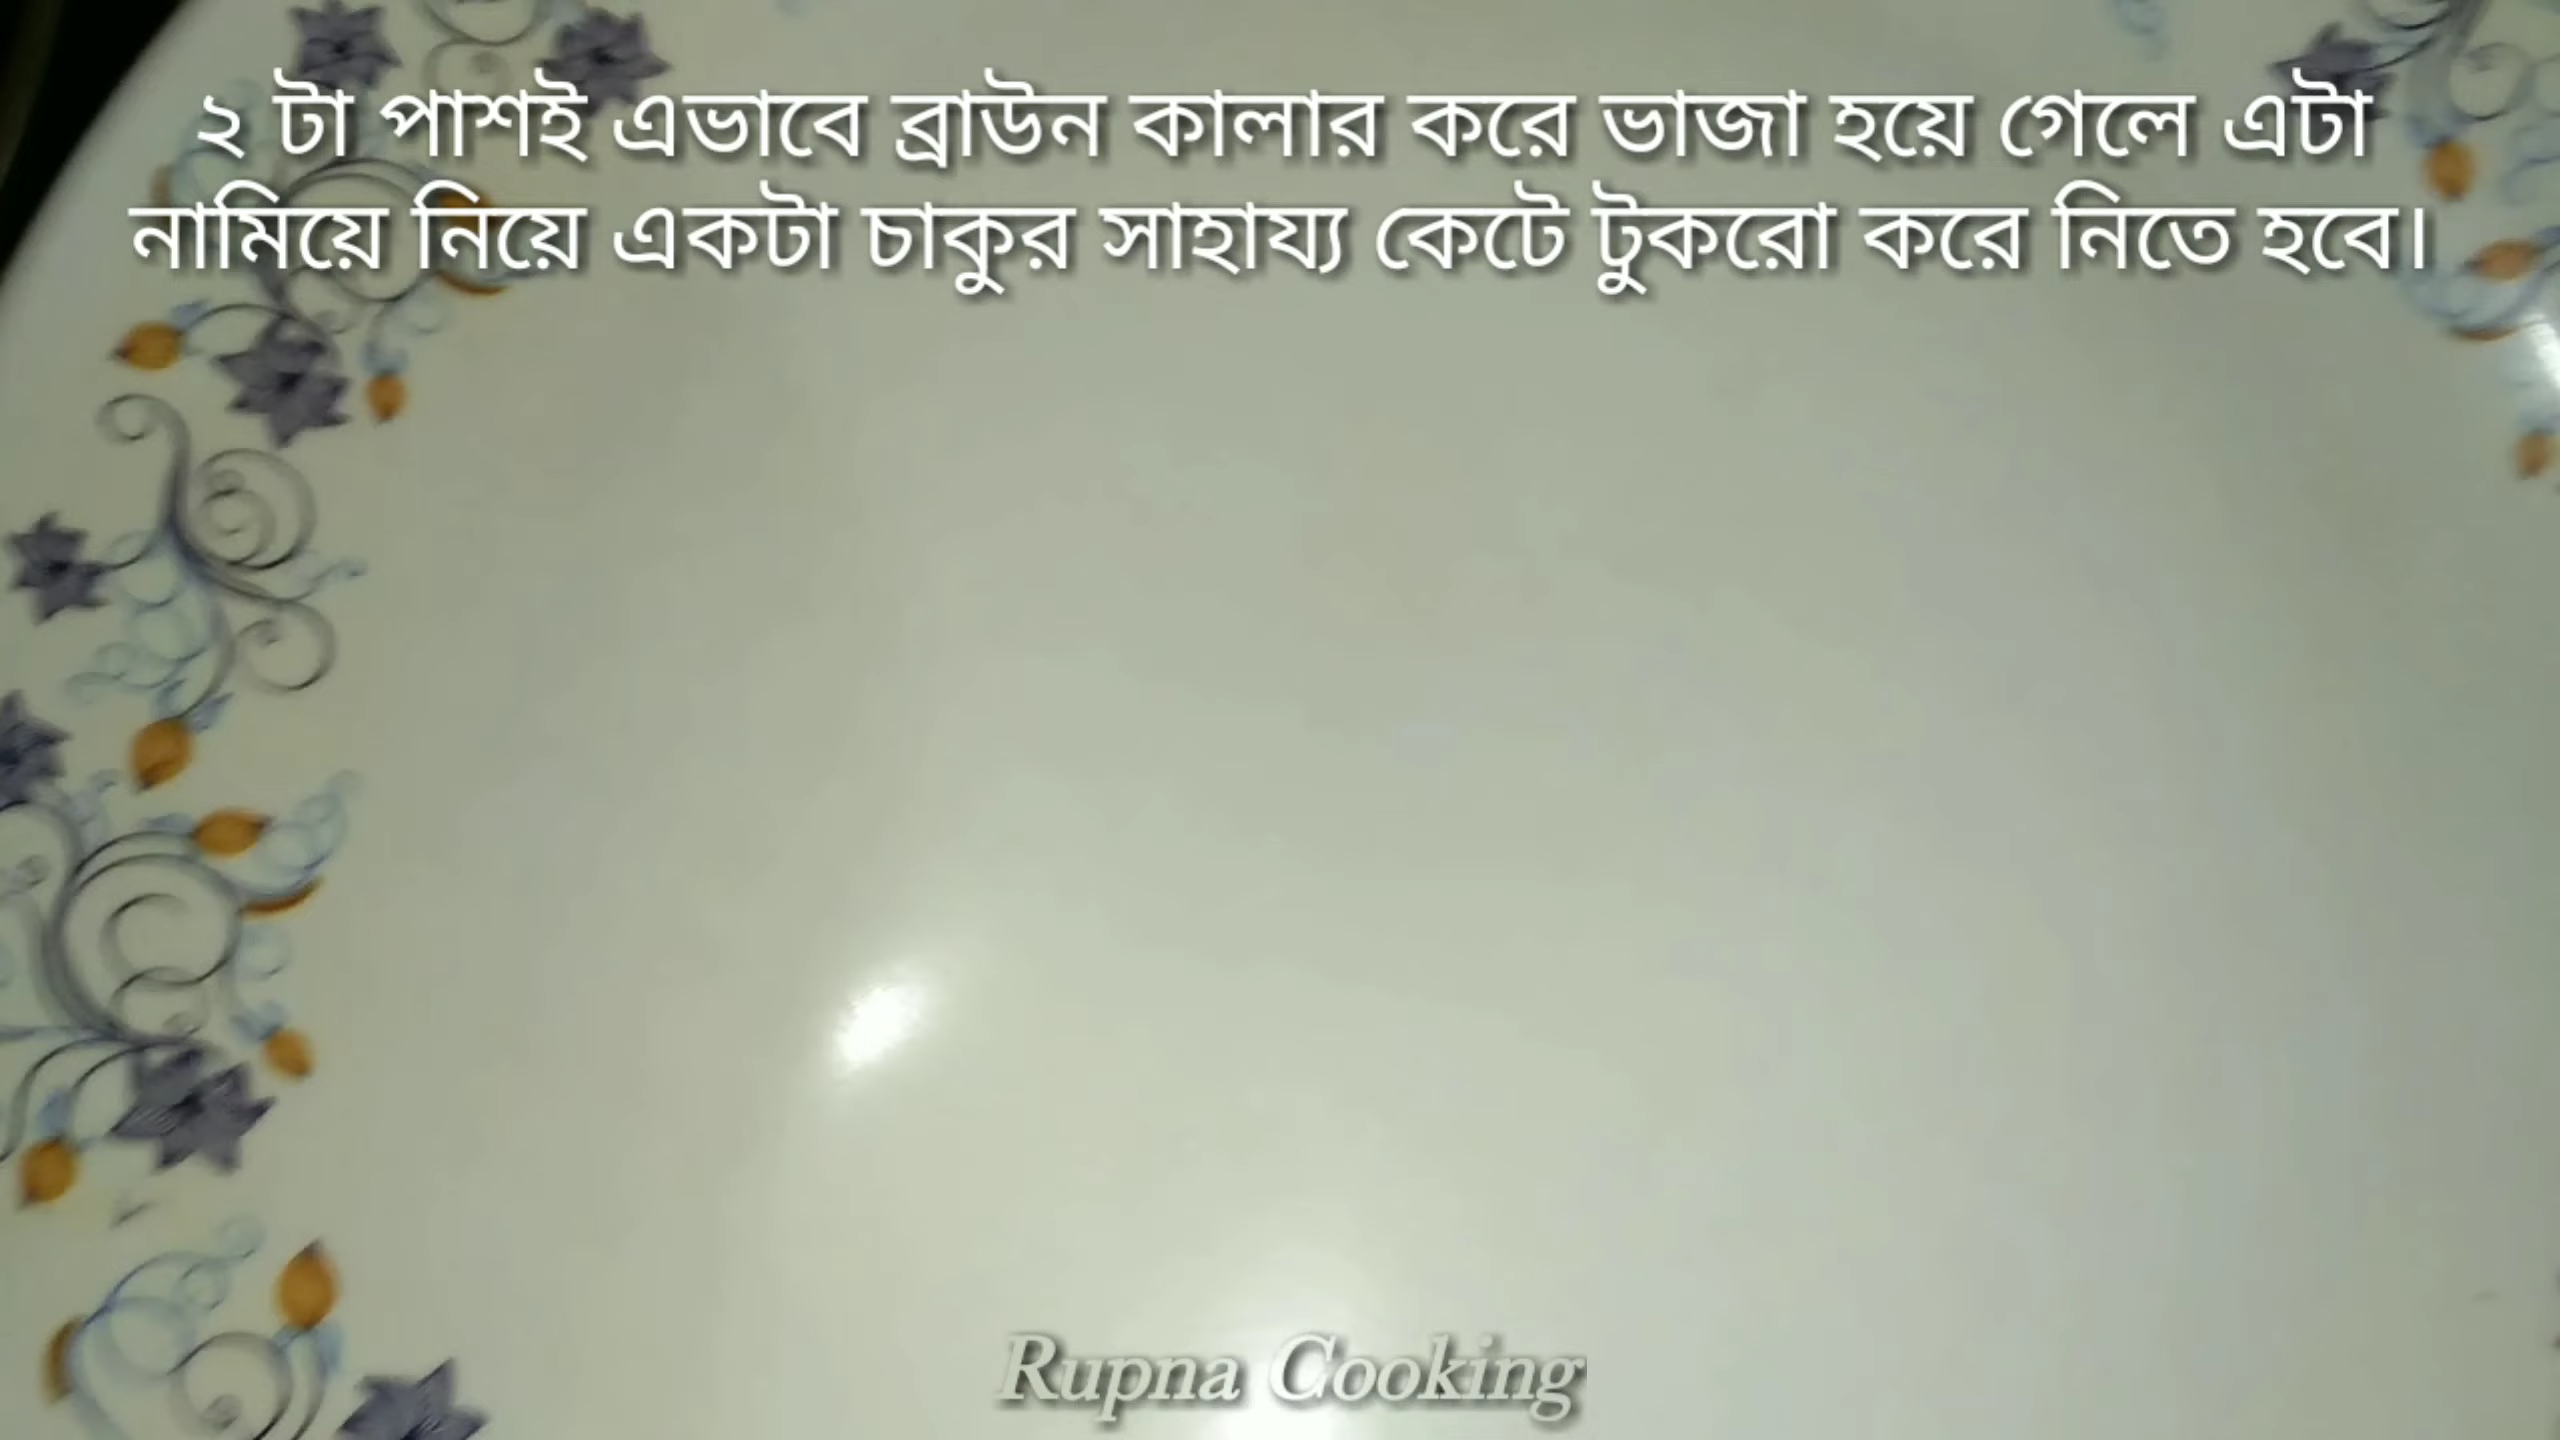 ২ টা পাশই এভাবে ব্রাউন কালার করে ভাজা হয়ে গেলে এটা
নামিয়ে নিয়ে একটা চাকুর সাহায্য কেটে টুকরো করে নিতে হবে।
Rupna Cooking